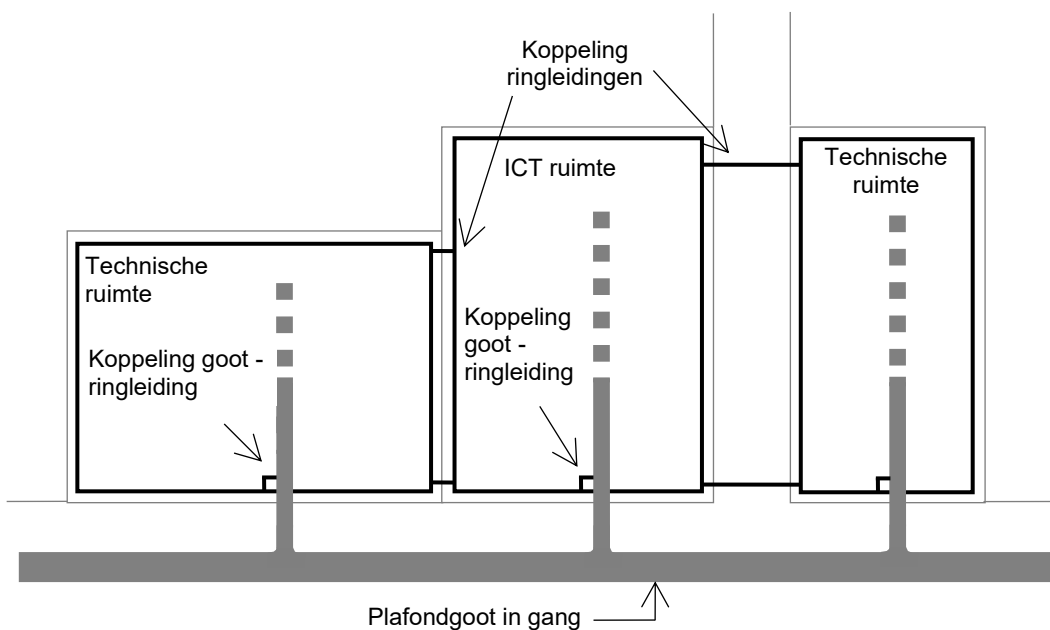 Koppeling
ringleidingen
ICT ruimte
Technische
ruimte
Technische
ruimte
Koppeling goot -
ringleiding
Koppeling
goot -
ringleiding
Plafondgoot in gang